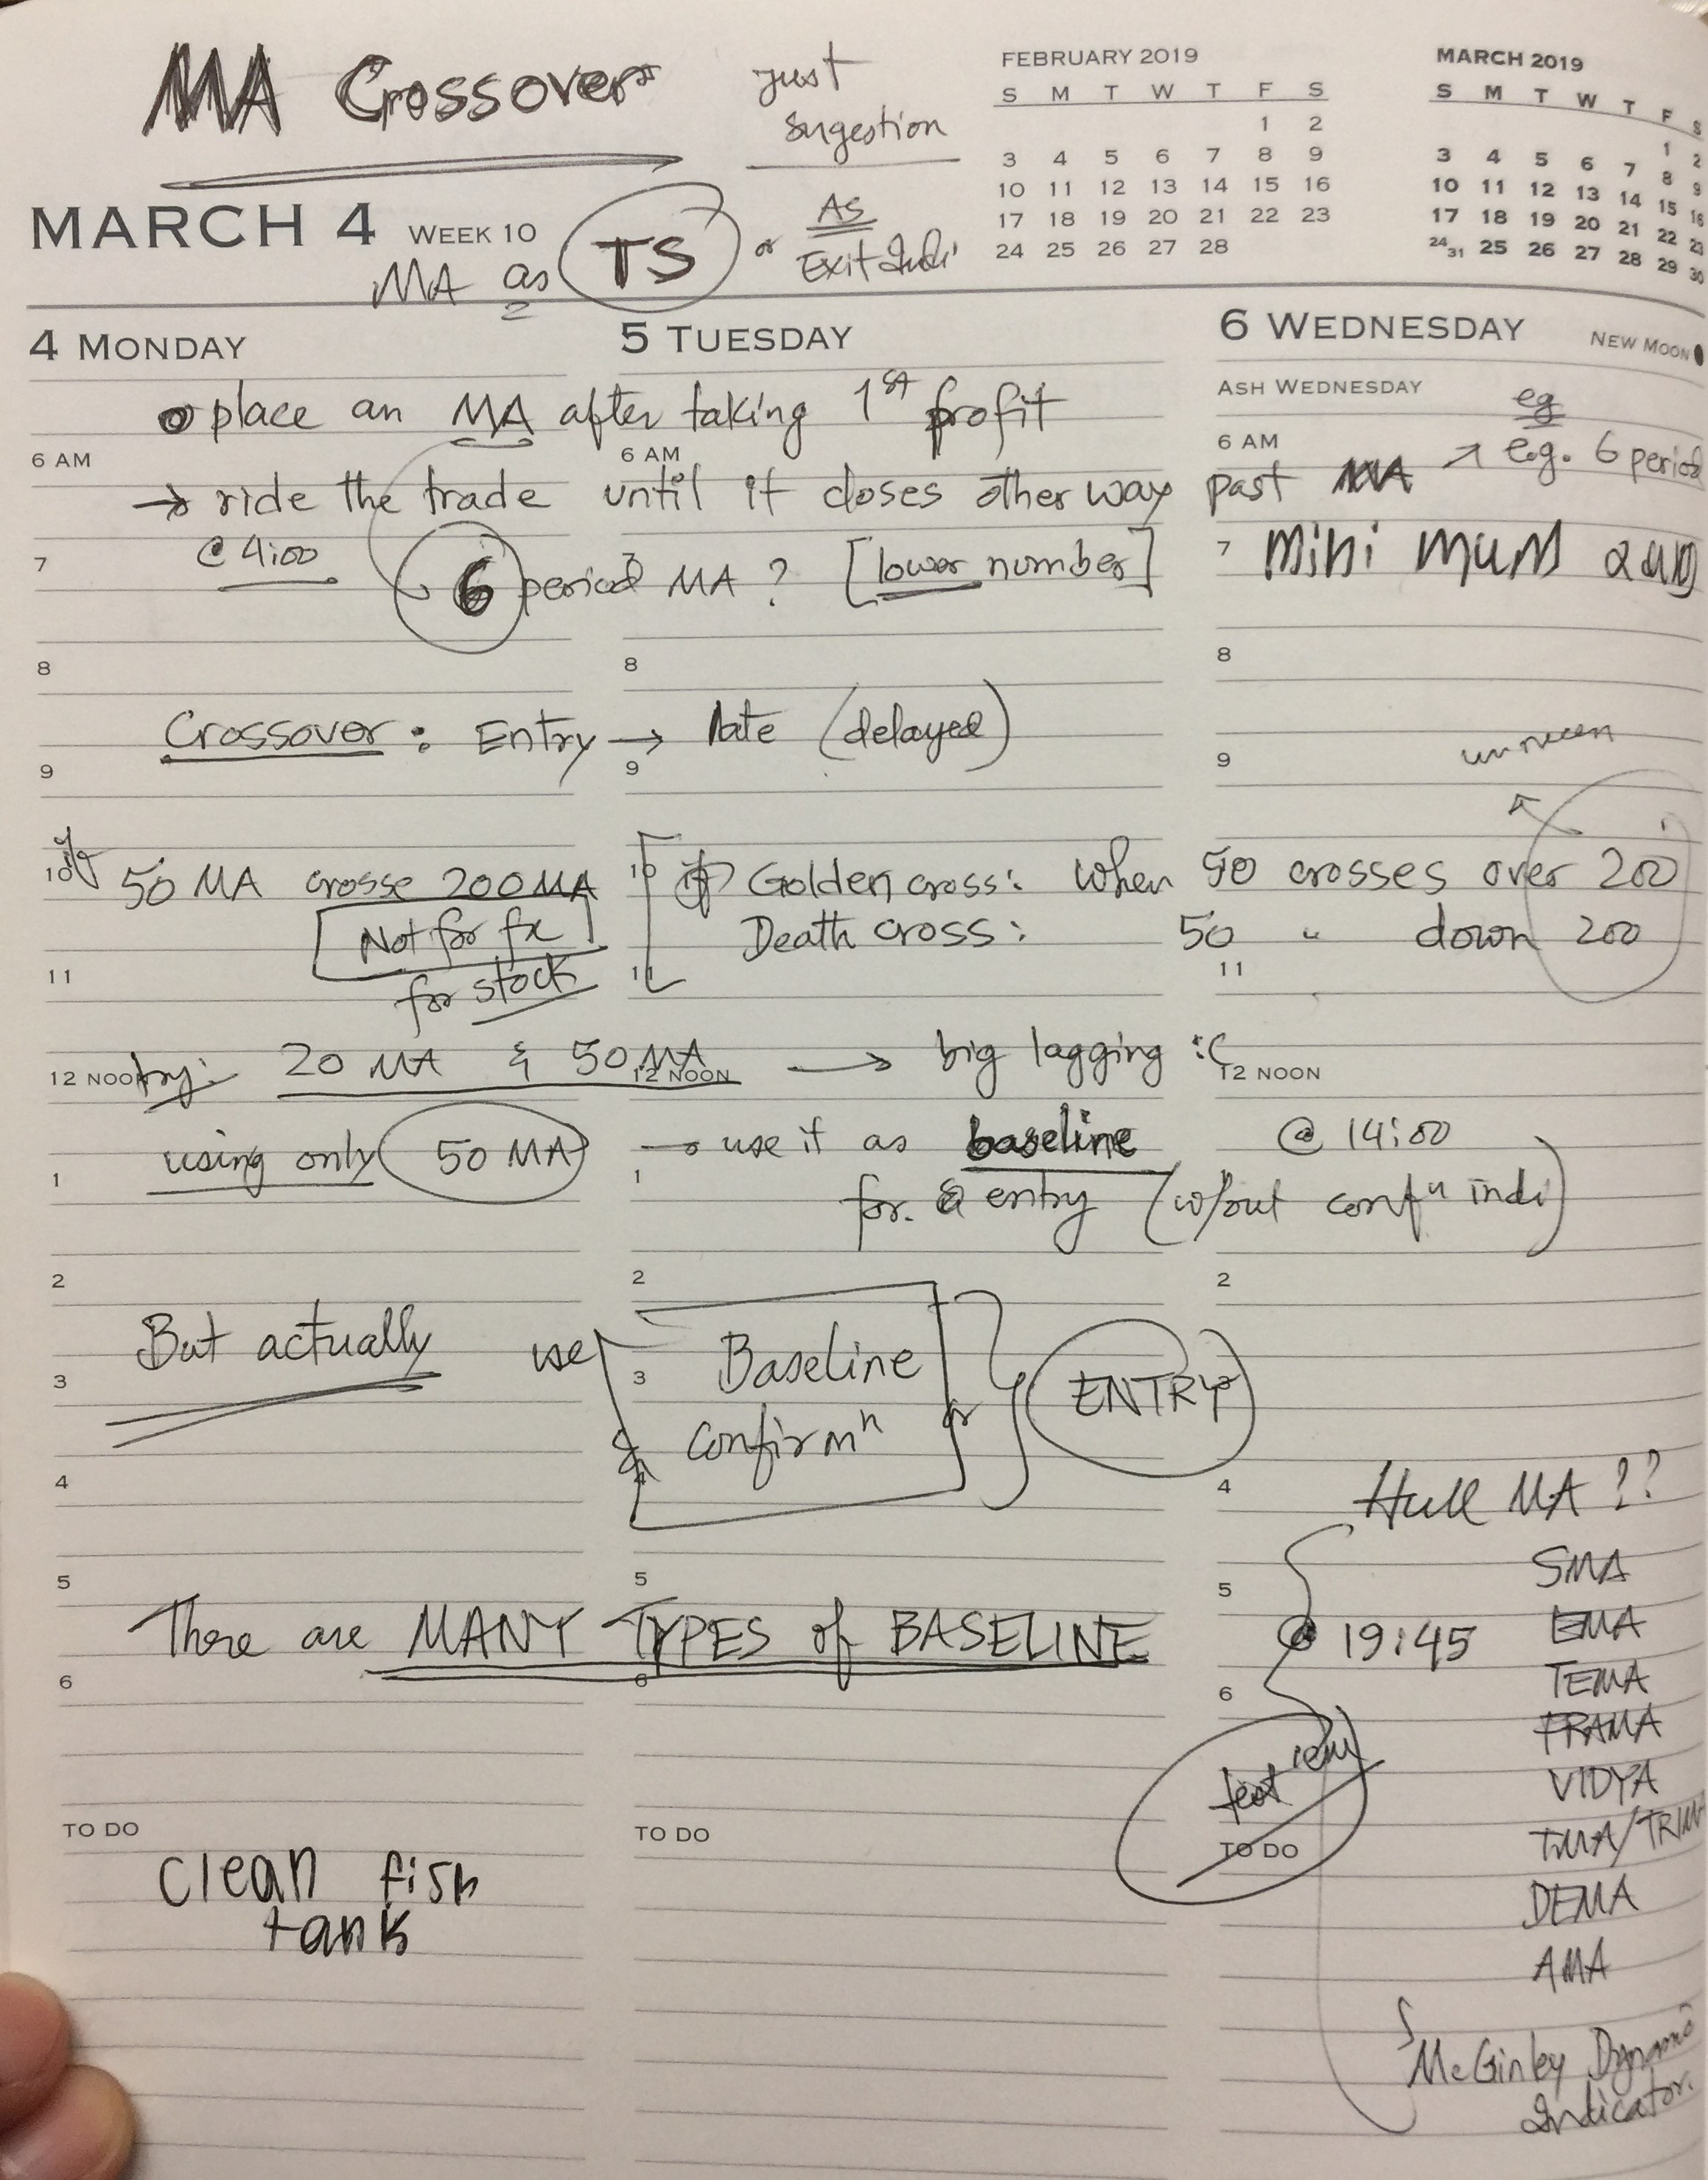 MA Crossover
just
sugestion
FEBRUARY 2019
S M T W T F S
1 2
3 4 5 6 7 8 9
10 11 12 13 14 15 16
17 18 19 20 21 22 23
24 25 26 27 28
MARCH 2019
S M T W T F S
1 2
3 4 5 6 7 8 9
10 11 12 13 14 15 16
17 18 19 20 21 22 23
24 31 25 26 27 28 29 30
MARCH 4 WEEK 10
MA as TS or AS
Exit Indi'
4 MONDAY
5 TUESDAY
6 WEDNESDAY
NEW MOON
ASH WEDNESDAY
place an MA after taking 1st profit
eg
6 AM 6 AM 6 AM
→ ride the trade until it closes other way past MA ↗ e.g. 6 period
@ 4:00
7 7 7
6 period MA ? [lower number]
mini mum
8 8 8
Crossover : Entry → late (delayed)
9 9 9
10 10
50 MA crosse 200 MA
Golden cross : when 50 crosses over 200
[Not for fx]
Death cross : 50 " down 200
11 11 11
for stock
12 NOON 12 NOON 12 NOON
try: 20 MA & 50 MA → big lagging :(
using only 50 MA → use it as baseline @ 14:00
1 1
for entry (w/out confn indi)
2 2 2
But actually use Baseline
3 3
confirmn
ENTRY
4 4 4
Hull MA ??
SMA
5 5 5
There are MANY TYPES of BASELINE @ 19:45
EMA
6 6 6
TEMA
FRAMA
VIDYA
TMA/TRIM
DEMA
AMA
McGinley Dynamic
Indicator.
test
TO DO TO DO TO DO
clean fish
tank